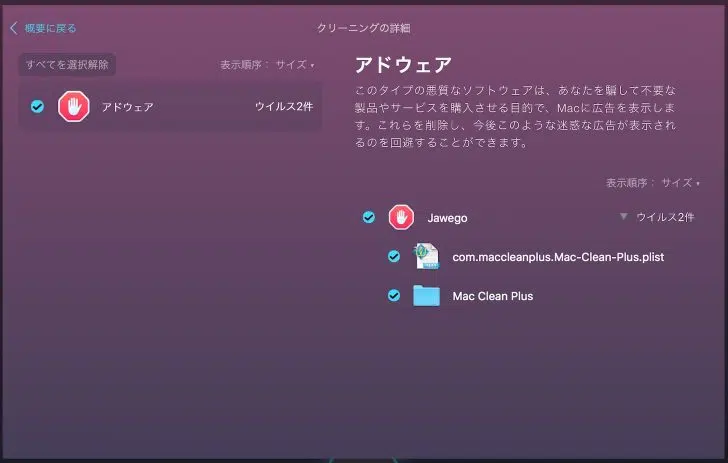 概要に戻る
クリーニングの詳細
すべてを選択解除
表示順序： サイズ
アドウェア
ウイルス2件
アドウェア
このタイプの悪質なソフトウェアは、あなたを騙して不要な
製品やサービスを購入させる目的で、Macに広告を表示しま
す。これらを削除し、今後このような迷惑な広告が表示され
るのを回避することができます。
表示順序： サイズ
Jawego
ウイルス2件
com.maccleanplus.Mac-Clean-Plus.plist
Mac Clean Plus